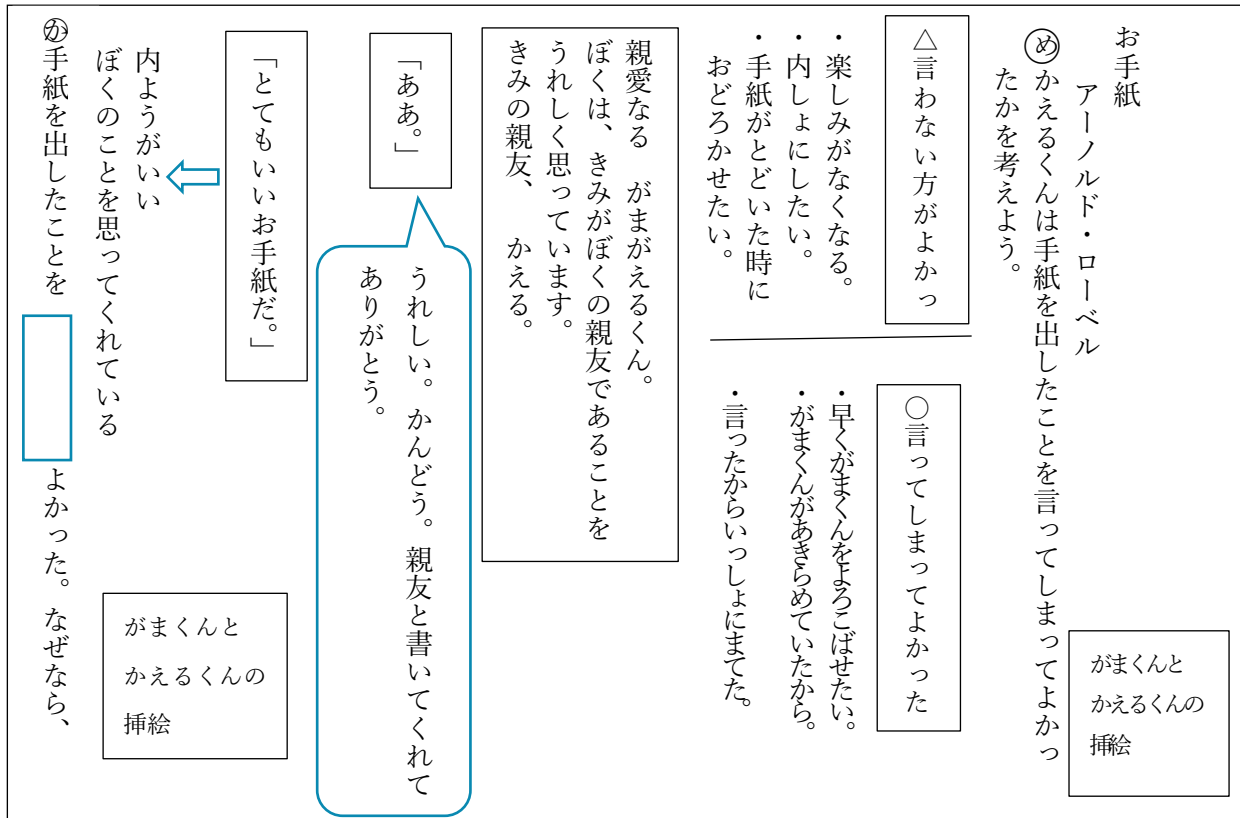 お手紙
アーノルド・ローベル
めかえるくんは手紙を出したことを言ってしまってよかっ
たかを考えよう。
がまくんと
かえるくんの
挿絵
△言わない方がよかっ
・楽しみがなくなる。
・内しょにしたい。
・手紙がとどいた時に
おどろかせたい。
○言ってしまってよかった
・早くがまくんをよろこばせたい。
・がまくんがあきらめていたから。
・言ったからいっしょにまてた。
親愛なる　がまがえるくん。
ぼくは、きみがぼくの親友であることを
うれしく思っています。
きみの親友、　かえる。
「ああ。」
うれしい。かんどう。親友と書いてくれて
ありがとう。
「とてもいいお手紙だ。」
内ようがいい
ぼくのことを思ってくれている
か手紙を出したことを　よかった。なぜなら、
がまくんと
かえるくんの
挿絵